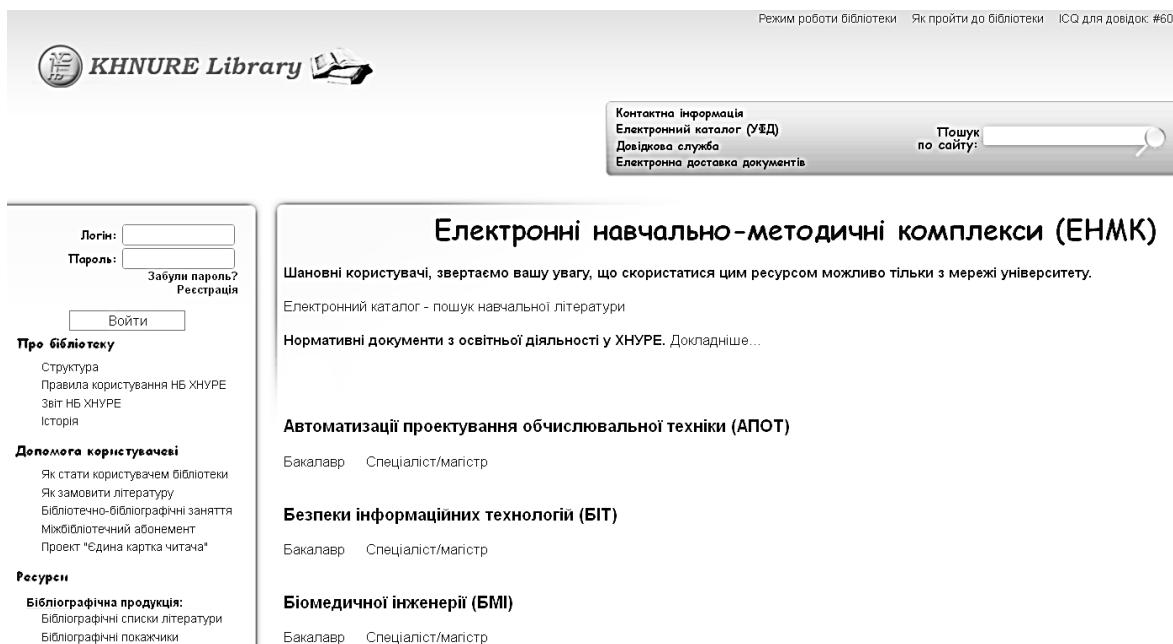 Режим роботи бібліотеки Як пройти до бібліотеки ICQ для довідок: #60
KHNURE Library
Контактна інформація
Електронний каталог (УФД)
Довідкова служба
Електронна доставка документів
Пошук
по сайту:
Логін:
Пароль:
Забули пароль?
Реєстрація
Войти
Про бібліотеку
Структура
Правила користування НБ ХНУРЕ
Звіт НБ ХНУРЕ
Історія
Допомога користувачеві
Як стати користувачем бібліотеки
Як замовити літературу
Бібліотечно-бібліографічні заняття
Міжбібліотечний абонемент
Проект "Єдина картка читача"
Ресурси
Бібліографічна продукція:
Бібліографічні списки літератури
Бібліографічні покажчики
Електронні навчально-методичні комплекси (ЕНМК)
Шановні користувачі, звертаємо вашу увагу, що скористатися цим ресурсом можливо тільки з мережі університету.
Електронний каталог - пошук навчальної літератури
Нормативні документи з освітньої діяльності у ХНУРЕ. Докладніше...
Автоматизації проектування обчислювальної техніки (АПОТ)
Бакалавр Спеціаліст/магістр
Безпеки інформаційних технологій (БІТ)
Бакалавр Спеціаліст/магістр
Біомедичної інженерії (БМІ)
Бакалавр Спеціаліст/магістр